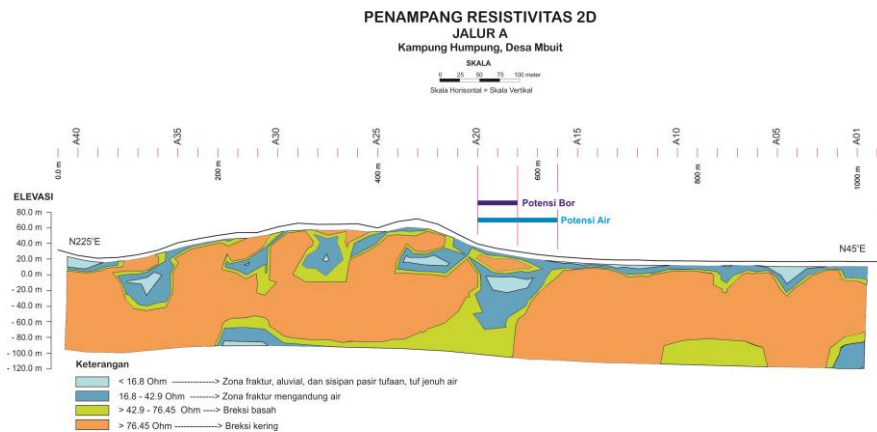 PENAMPANG RESISTIVITAS 2D
JALUR A
Kampung Humpung, Desa Mbuit
SKALA
0 25 50 75 100 meter
Skala Horisontal = Skala Vertikal
A40 A35 A30 A25 A20 A15 A10 A05 A01
0.0 m 200 m 400 m 600 m 800 m 1000 m
Potensi Bor
Potensi Air
ELEVASI
80.0 m
60.0 m
40.0 m
20.0 m
0.0 m
-20.0 m
-40.0 m
-60.0 m
-80.0 m
- 100.0 m
- 120.0 m
N225°E
N45°E
Keterangan
< 16.8 Ohm --------------> Zona fraktur, aluvial, dan sisipan pasir tufaan, tuf jenuh air
16.8 - 42.9 Ohm --------------> Zona fraktur mengandung air
> 42.9 - 76.45 Ohm ----> Breksi basah
> 76.45 Ohm --------------> Breksi kering